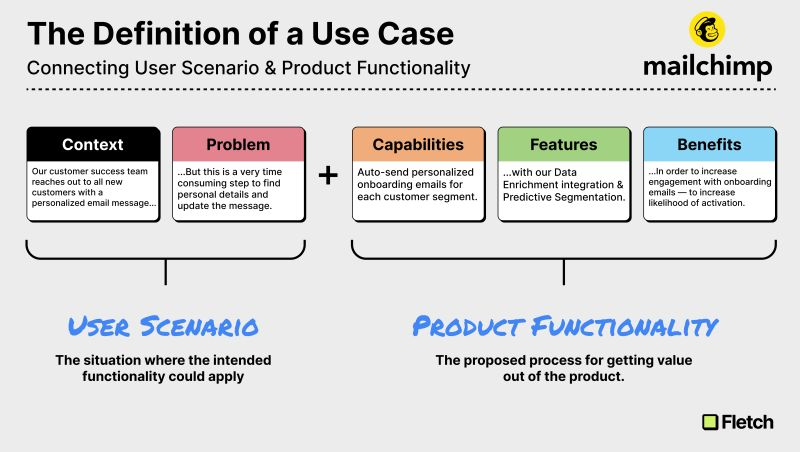 The Definition of a Use Case
Connecting User Scenario & Product Functionality
mailchimp
Context
Our customer success team
reaches out to all new
customers with a
personalized email message...
Problem
...But this is a very time
consuming step to find
personal details and
update the message.
+
Capabilities
Auto-send personalized
onboarding emails for
each customer segment.
Features
...with our Data
Enrichment integration &
Predictive Segmentation.
Benefits
...In order to increase
engagement with onboarding
emails — to increase
likelihood of activation.
User Scenario
The situation where the intended
functionality could apply
Product Functionality
The proposed process for getting value
out of the product.
Fletch